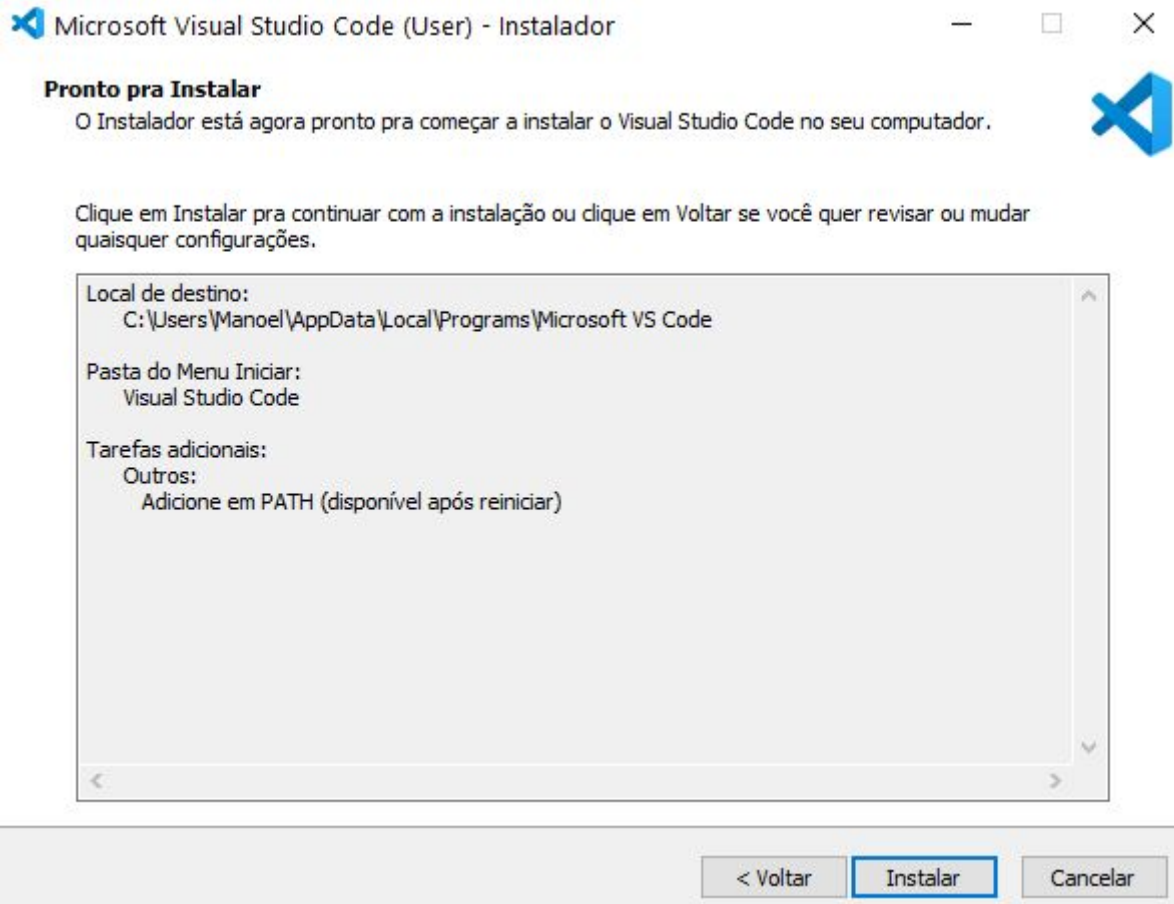 Microsoft Visual Studio Code (User) - Instalador
Pronto pra Instalar
O Instalador está agora pronto pra começar a instalar o Visual Studio Code no seu computador.
Clique em Instalar pra continuar com a instalação ou clique em Voltar se você quer revisar ou mudar
quaisquer configurações.
Local de destino:
C:\Users\Manoel\AppData\Local\Programs\Microsoft VS Code
Pasta do Menu Iniciar:
Visual Studio Code
Tarefas adicionais:
Outros:
Adicione em PATH (disponível após reiniciar)
< Voltar
Instalar
Cancelar